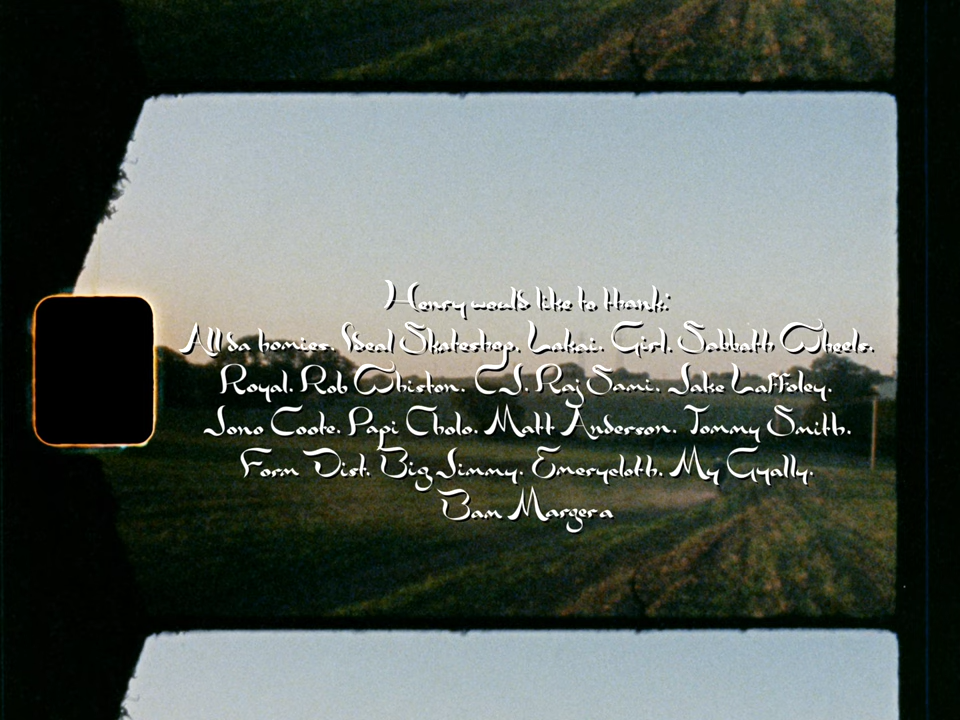 Henry would like to thank:
All da homies. Ideal Skateshop. Lakai. Girl. Sabbath Wheels.
Royal. Rob Whiston. CJ. Raj Sami. Jake Laffoley.
Jono Coote. Papi Cholo. Matt Anderson. Tommy Smith.
Form Dist. Big Jimmy. Emerycloth. My Gyally.
Bam Margera